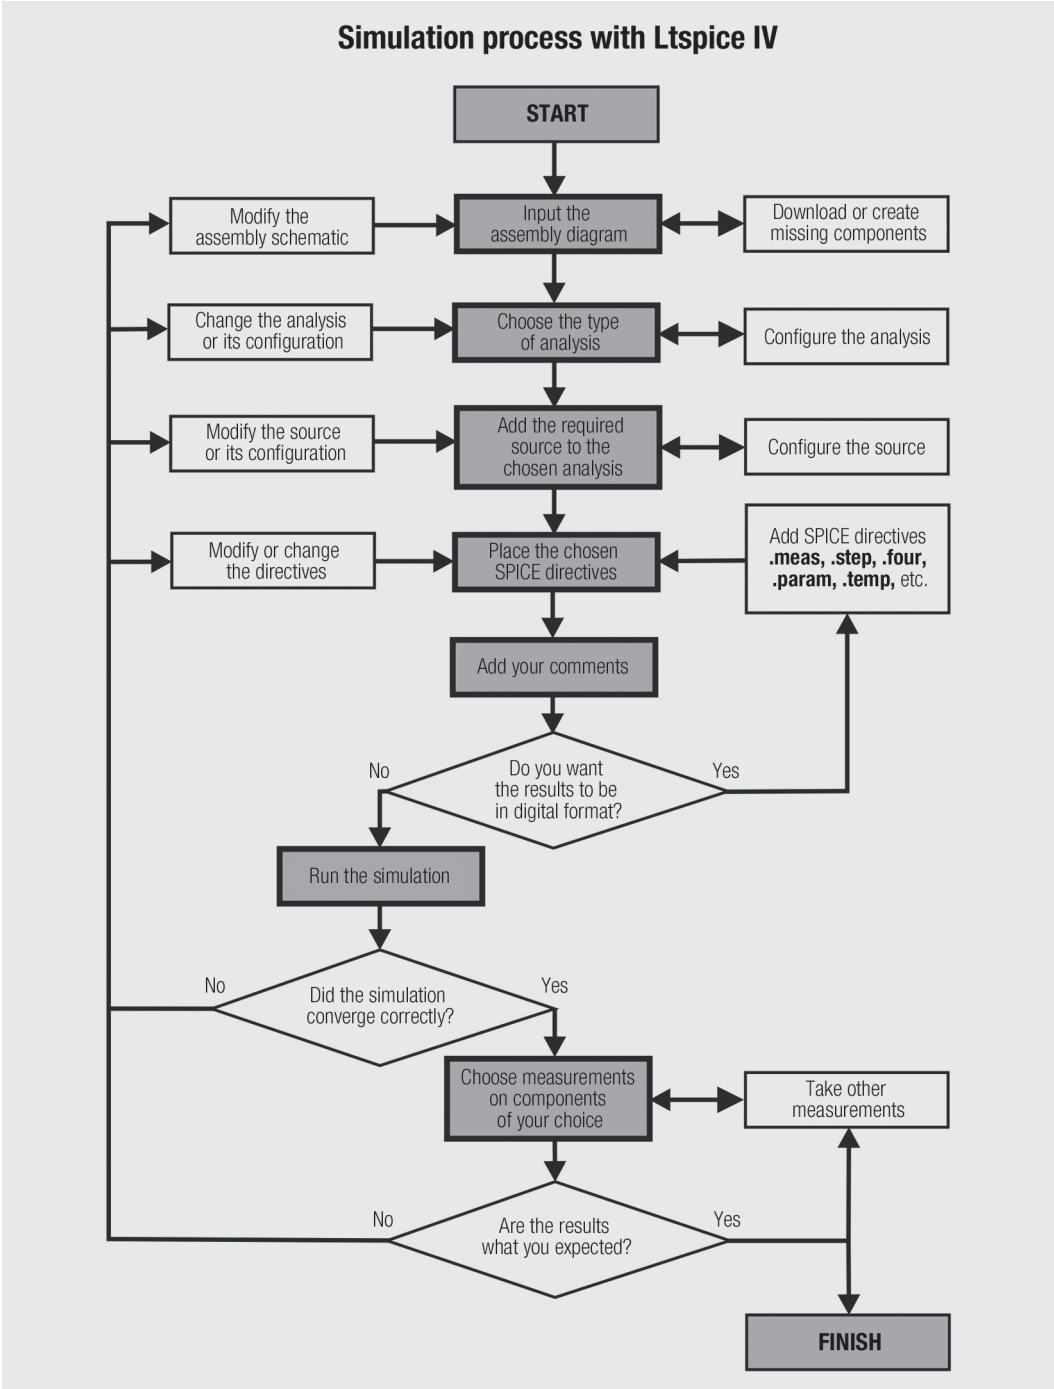 Simulation process with Ltspice IV
START
Modify the
assembly schematic
Input the
assembly diagram
Download or create
missing components
Change the analysis
or its configuration
Choose the type
of analysis
Configure the analysis
Modify the source
or its configuration
Add the required
source to the
chosen analysis
Configure the source
Modify or change
the directives
Place the chosen
SPICE directives
Add SPICE directives
.meas, .step, .four,
.param, .temp, etc.
Add your comments
No
Do you want
the results to be
in digital format?
Yes
Run the simulation
No
Did the simulation
converge correctly?
Yes
Choose measurements
on components
of your choice
Take other
measurements
No
Are the results
what you expected?
Yes
FINISH